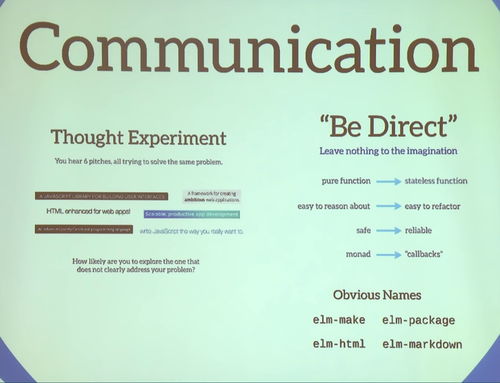 Communication
Thought Experiment
You hear 6 pitches, all trying to solve the same problem.
A JAVASCRIPT LIBRARY FOR BUILDING USER INTERFACES
A framework for creating
ambitious web applications.
HTML enhanced for web apps!
Scalable, productive app development
write JavaScript the way you really want to.
How likely are you to explore the one that
does not clearly address your problem?
“Be Direct”
Leave nothing to the imagination
pure function → stateless function
easy to reason about → easy to refactor
safe → reliable
monad → “callbacks”
Obvious Names
elm-make elm-package
elm-html elm-markdown